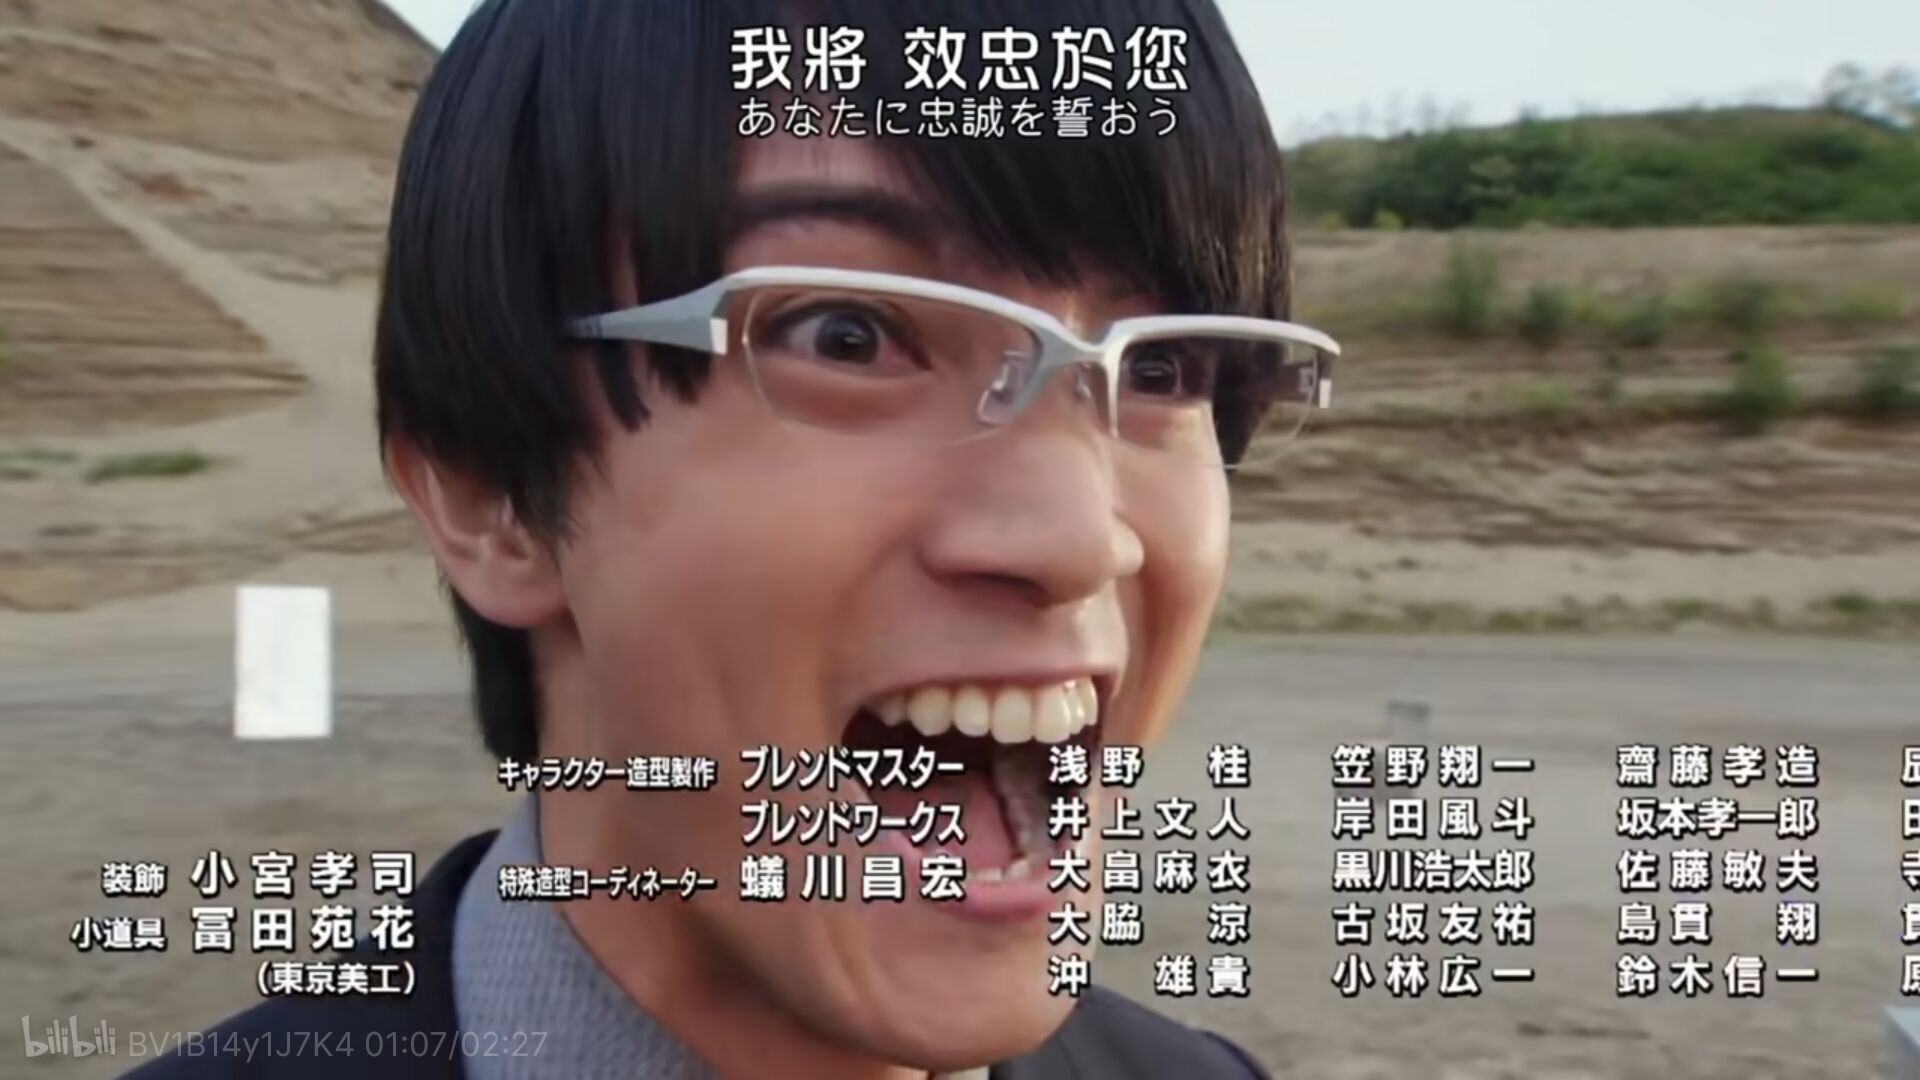 我將 效忠於您
あなたに忠誠を誓おう
キャラクター造型製作 ブレンドマスター 浅野 桂 笠野翔一 齋藤孝造
ブレンドワークス 井上文人 岸田風斗 坂本孝一郎
装飾 小宮孝司 特殊造型コーディネーター 蟻川昌宏 大畠麻衣 黒川浩太郎 佐藤敏夫
小道具 冨田苑花 大脇 涼 古坂友祐 島貫 翔
(東京美工) 沖 雄貴 小林広一 鈴木信一
bilibili BV1B14y1J7K4 01:07/02:27